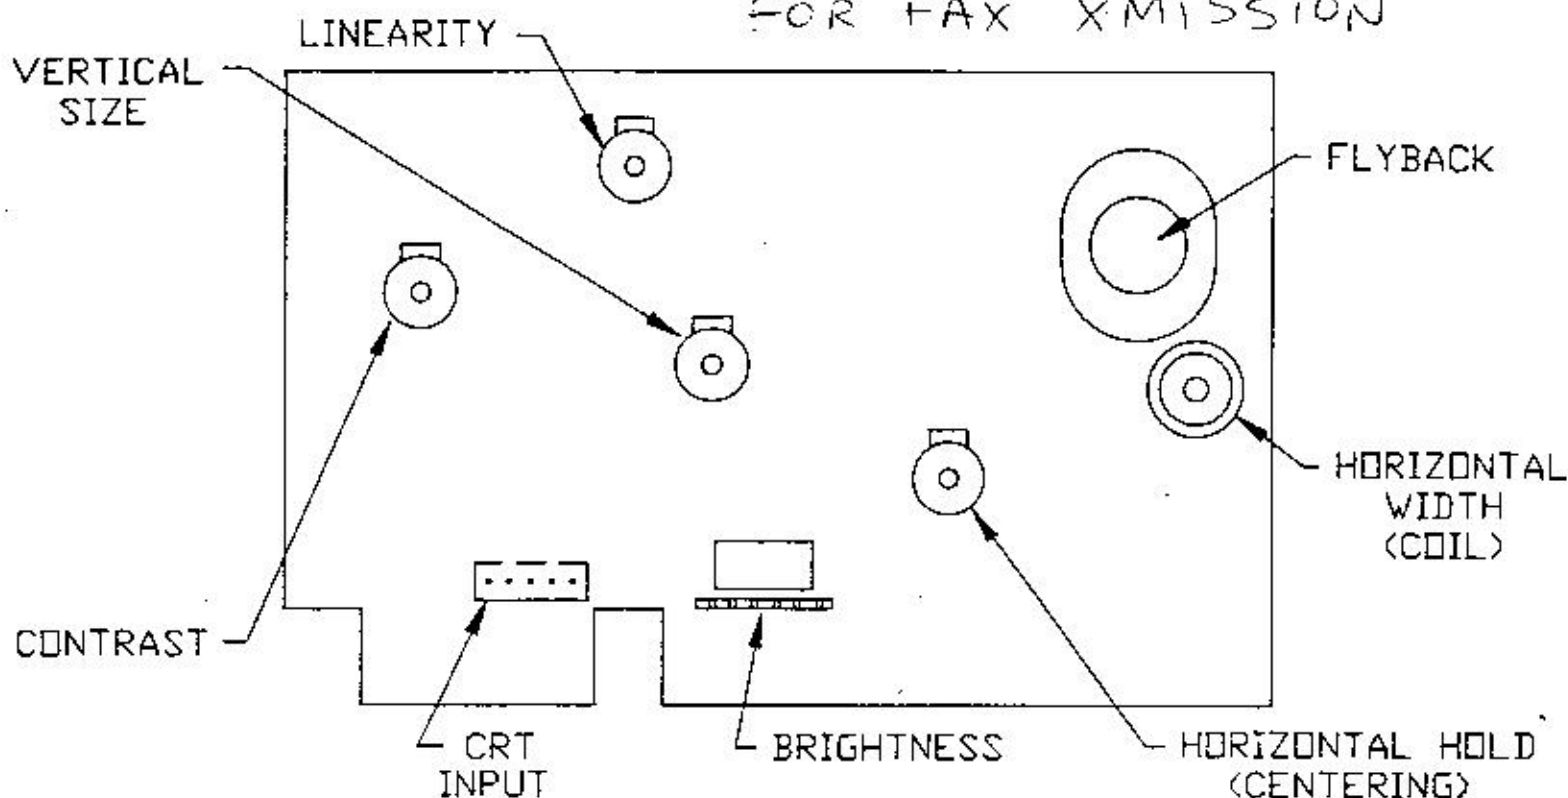 FOR FAX XMISSION
LINEARITY
VERTICAL
SIZE
FLYBACK
HORIZONTAL
WIDTH
(COIL)
CONTRAST
CRT
INPUT
BRIGHTNESS
HORIZONTAL HOLD
(CENTERING)